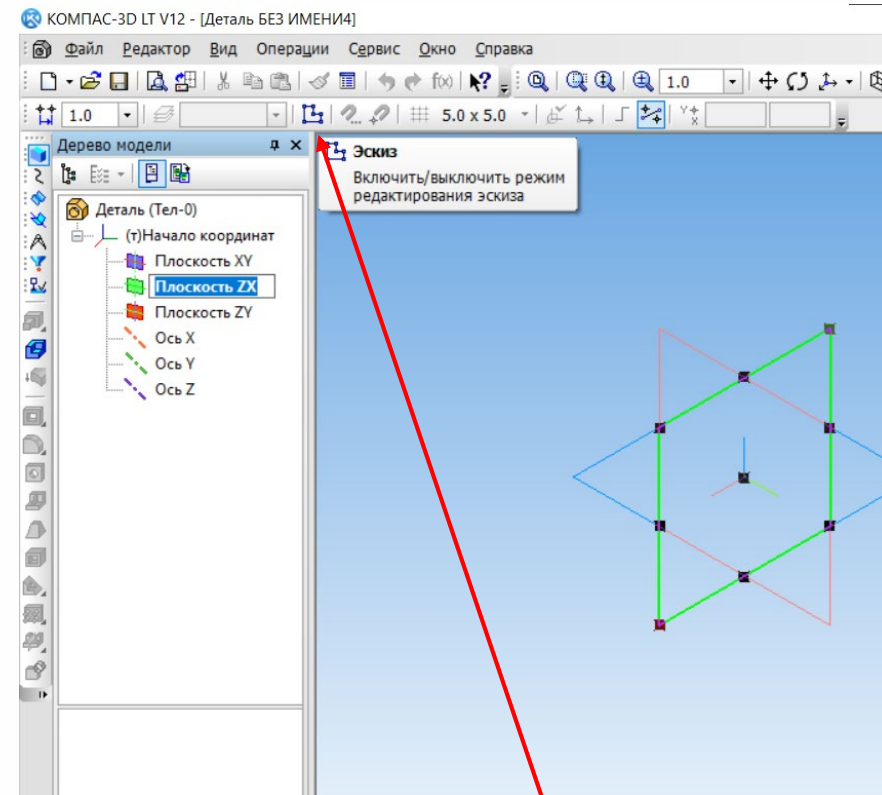 КОМПАС-3D LT V12 - [Деталь БЕЗ ИМЕНИ4]
Файл Редактор Вид Операции Сервис Окно Справка
f(x) 1.0
1.0 5.0 x 5.0 Y X
Дерево модели
Эскиз
Включить/выключить режим
редактирования эскиза
Деталь (Тел-0)
(т)Начало координат
Плоскость XY
Плоскость ZX
Плоскость ZY
Ось X
Ось Y
Ось Z